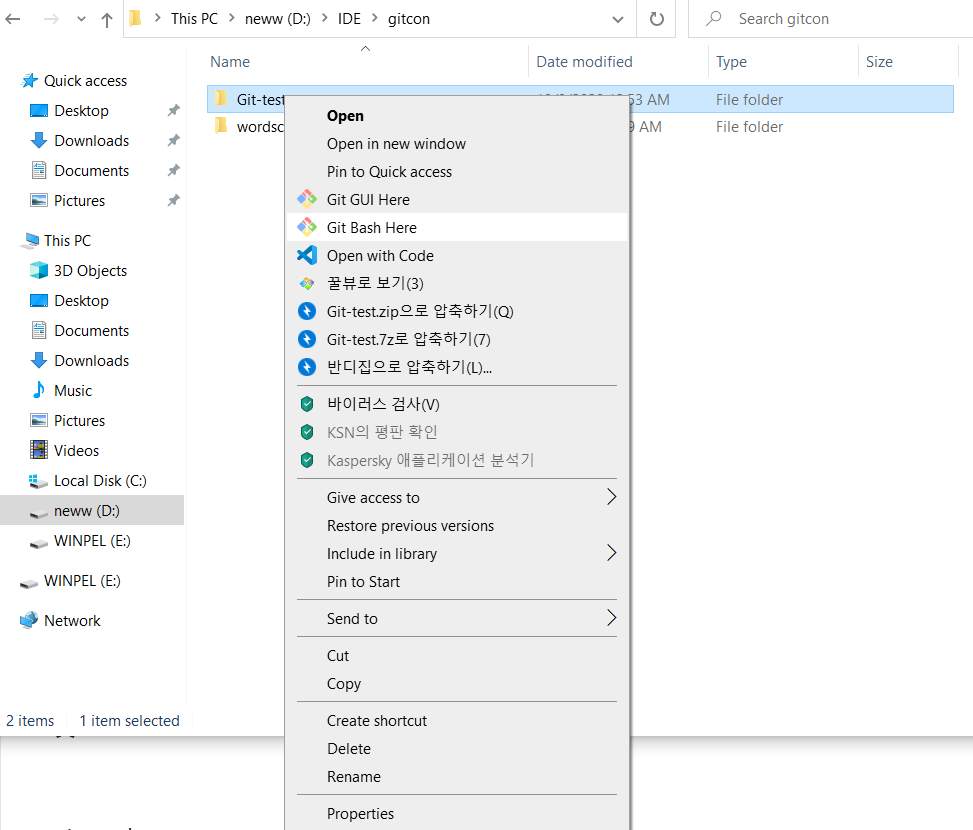 This PC > neww (D:) > IDE > gitcon
Search gitcon
Name
Date modified
Type
Size
Quick access
Desktop
Downloads
Documents
Pictures
This PC
3D Objects
Desktop
Documents
Downloads
Music
Pictures
Videos
Local Disk (C:)
neww (D:)
WINPEL (E:)
WINPEL (E:)
Network
Git-test
AM
File folder
wordsc
AM
File folder
Open
Open in new window
Pin to Quick access
Git GUI Here
Git Bash Here
Open with Code
꿀뷰로 보기(3)
Git-test.zip으로 압축하기(Q)
Git-test.7z로 압축하기(7)
반디집으로 압축하기(L)...
바이러스 검사(V)
KSN의 평판 확인
Kaspersky 애플리케이션 분석기
Give access to
Restore previous versions
Include in library
Pin to Start
Send to
Cut
Copy
Create shortcut
Delete
Rename
Properties
2 items
1 item selected